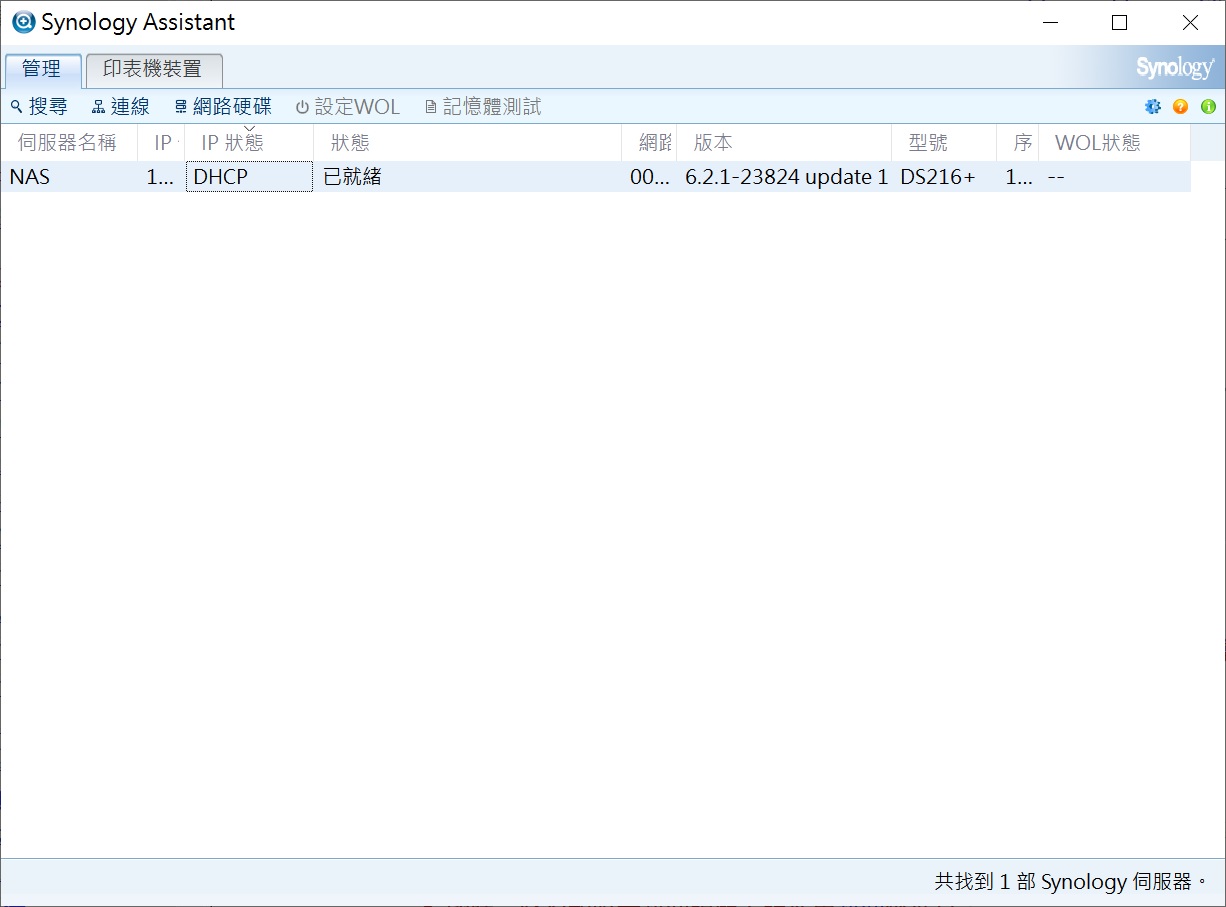 Synology Assistant
管理 印表機裝置 Synology
搜尋 連線 網路硬碟 設定WOL 記憶體測試
伺服器名稱 IP IP 狀態 狀態 網路 版本 型號 序 WOL狀態
NAS 1... DHCP 已就緒 00... 6.2.1-23824 update 1 DS216+ 1... --
共找到 1 部 Synology 伺服器。